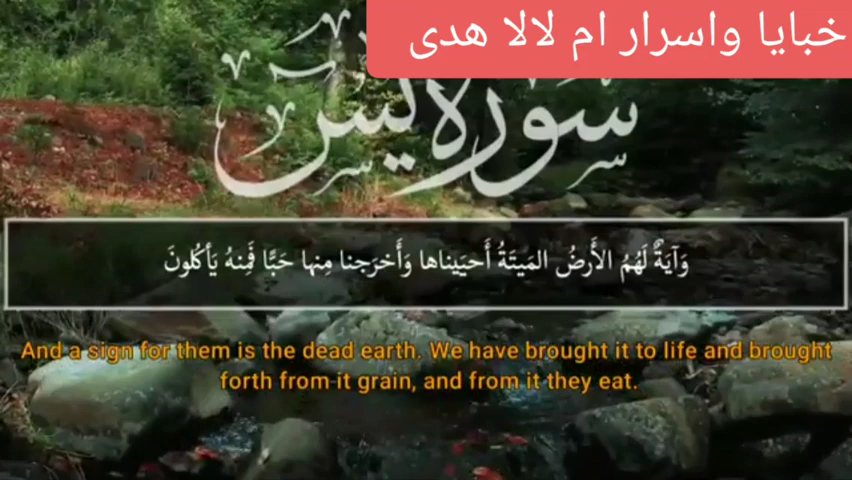 خبايا واسرار ام لالا هدى
سورة يس
وَآيَةٌ لَهُمُ الأَرضُ المَيتَةُ أَحيَيناها وَأَخرَجنا مِنها حَبًّا فَمِنهُ يَأكُلونَ
And a sign for them is the dead earth. We have brought it to life and brought
forth from it grain, and from it they eat.